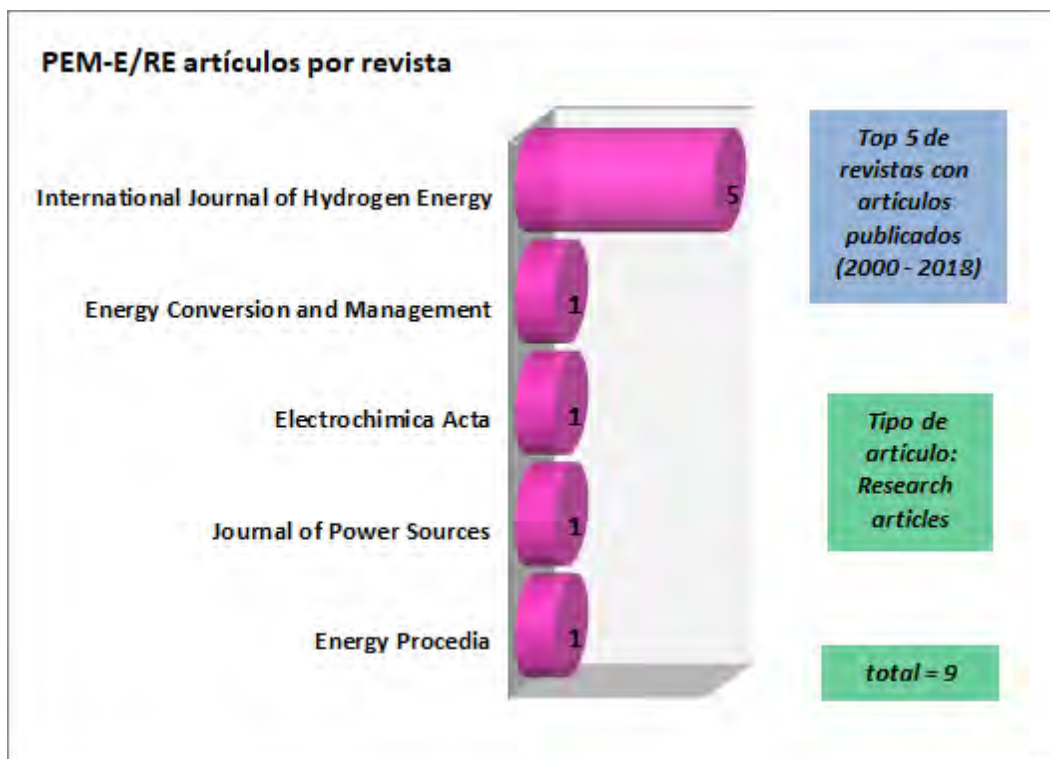 PEM-E/RE artículos por revista
International Journal of Hydrogen Energy
5
Energy Conversion and Management
1
Electrochimica Acta
1
Journal of Power Sources
1
Energy Procedia
1
Top 5 de
revistas con
artículos
publicados
(2000 - 2018)
Tipo de
artículo:
Research
articles
total = 9